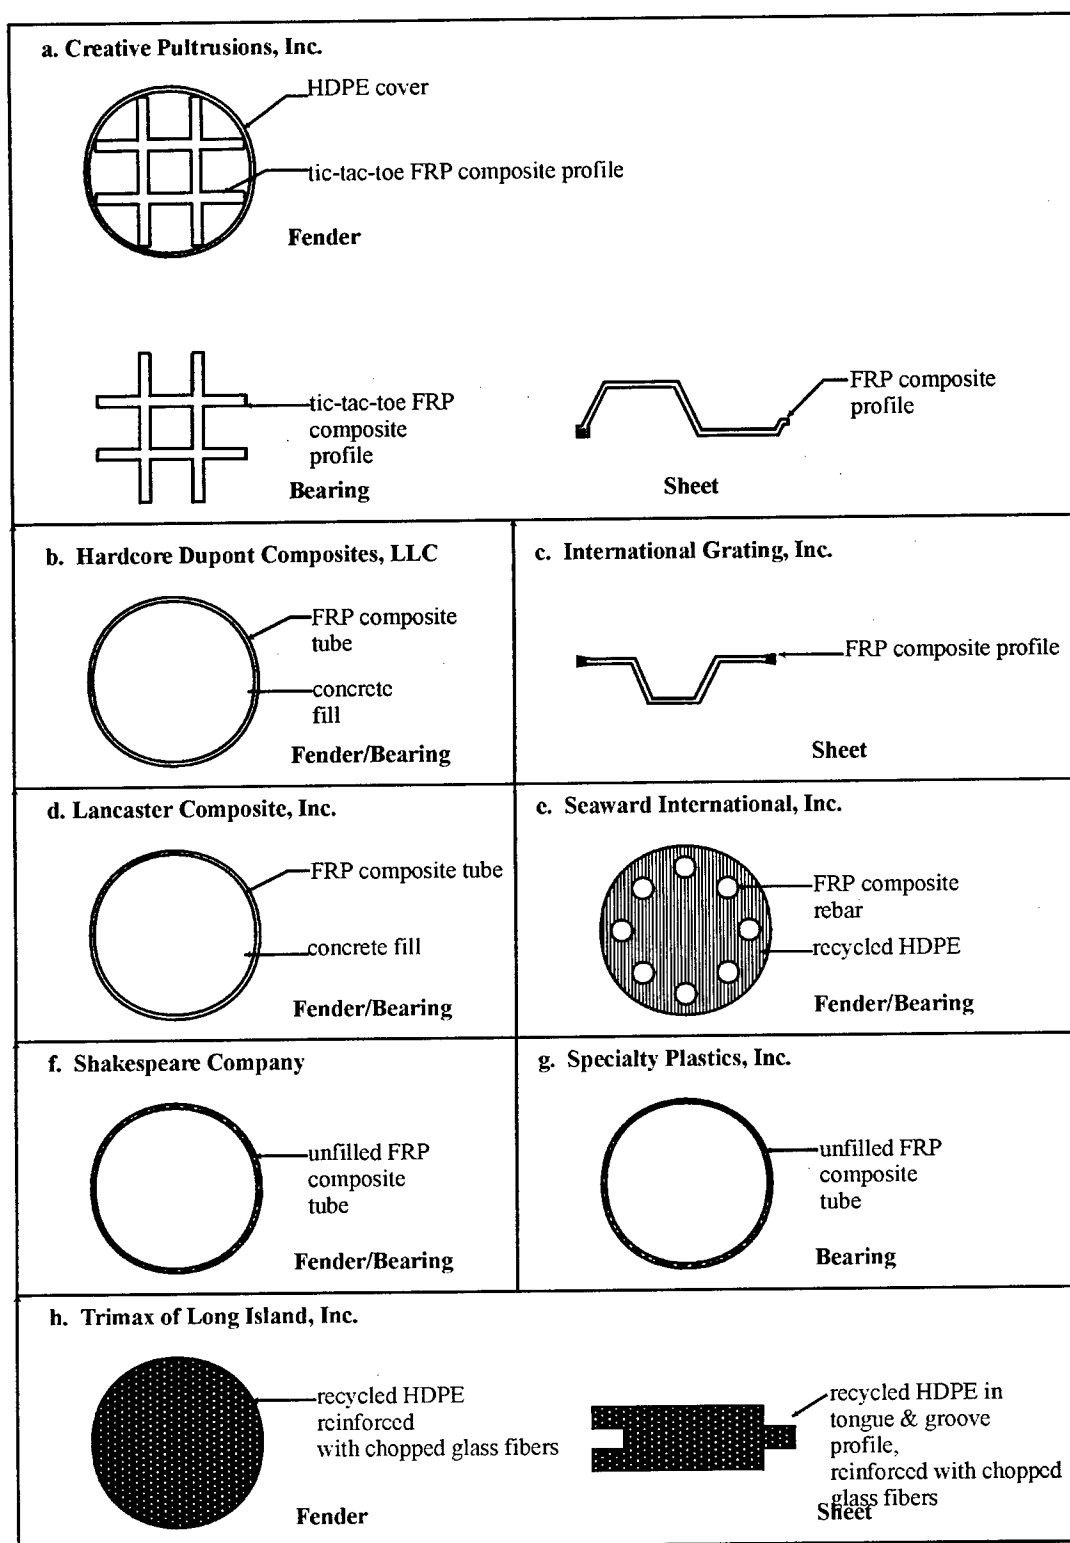 a. Creative Pultrusions, Inc.
HDPE cover
tic-tac-toe FRP composite profile
Fender
tic-tac-toe FRP
composite
profile
Bearing
FRP composite
profile
Sheet
b. Hardcore Dupont Composites, LLC
FRP composite
tube
concrete
fill
Fender/Bearing
c. International Grating, Inc.
FRP composite profile
Sheet
d. Lancaster Composite, Inc.
FRP composite tube
concrete fill
Fender/Bearing
e. Seaward International, Inc.
FRP composite
rebar
recycled HDPE
Fender/Bearing
f. Shakespeare Company
unfilled FRP
composite
tube
Fender/Bearing
g. Specialty Plastics, Inc.
unfilled FRP
composite
tube
Bearing
h. Trimax of Long Island, Inc.
recycled HDPE
reinforced
with chopped glass fibers
Fender
recycled HDPE in
tongue & groove
profile,
reinforced with chopped
glass fibers
Sheet